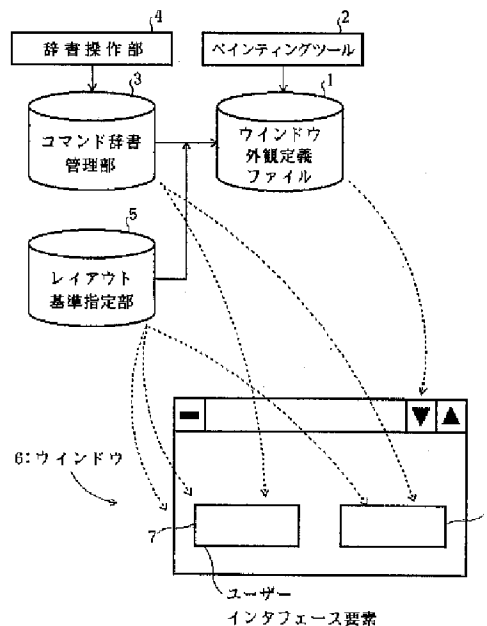 4
辞書操作部
2
ペインティングツール
3
コマンド辞書
管理部
1
ウインドウ
外観定義
ファイル
5
レイアウト
基準指定部
6:ウインドウ
7
ユーザー
インタフェース要素